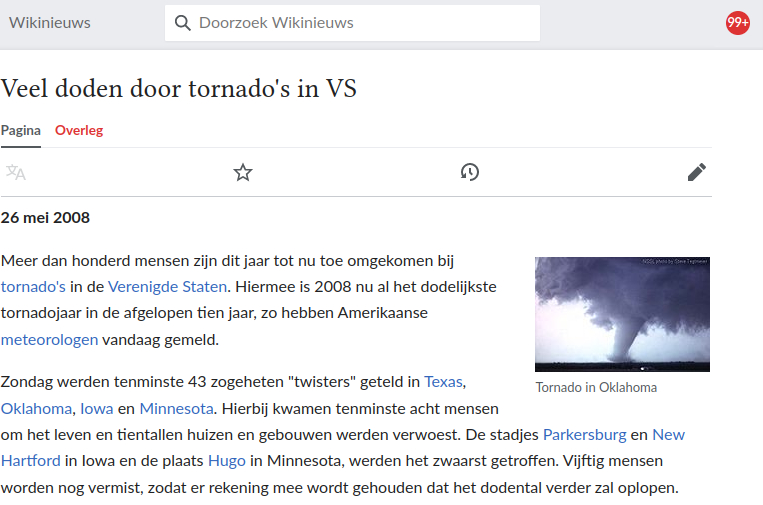 Wikinieuws
Doorzoek Wikinieuws
99+
Veel doden door tornado's in VS
Pagina
Overleg
26 mei 2008
Meer dan honderd mensen zijn dit jaar tot nu toe omgekomen bij
tornado's in de Verenigde Staten. Hiermee is 2008 nu al het dodelijkste
tornadojaar in de afgelopen tien jaar, zo hebben Amerikaanse
meteorologen vandaag gemeld.
NSSL photo by Steve Tegtmeier
Tornado in Oklahoma
Zondag werden tenminste 43 zogeheten "twisters" geteld in Texas,
Oklahoma, Iowa en Minnesota. Hierbij kwamen tenminste acht mensen
om het leven en tientallen huizen en gebouwen werden verwoest. De stadjes Parkersburg en New
Hartford in Iowa en de plaats Hugo in Minnesota, werden het zwaarst getroffen. Vijftig mensen
worden nog vermist, zodat er rekening mee wordt gehouden dat het dodental verder zal oplopen.